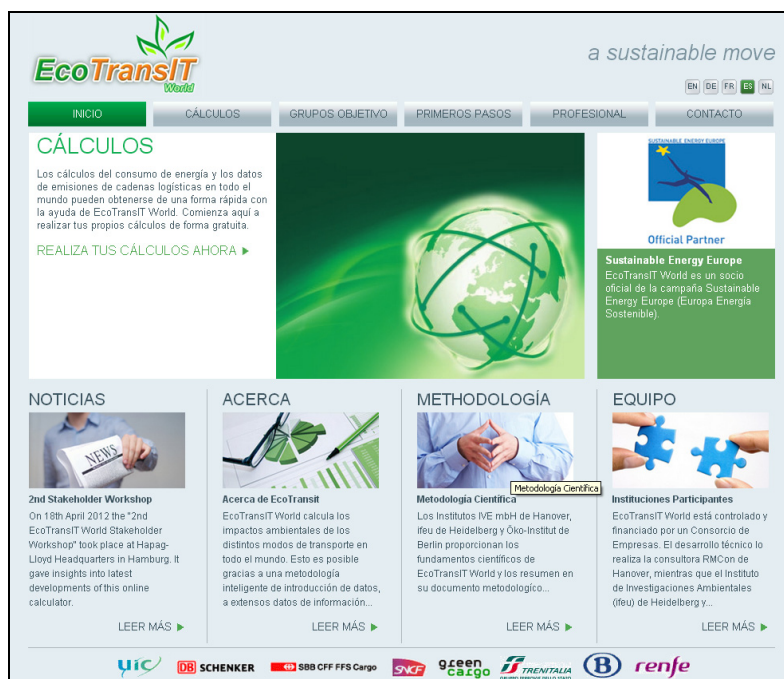 EcoTransIT
World
a sustainable move
EN DE FR ES NL
INICIO
CÁLCULOS
GRUPOS OBJETIVO
PRIMEROS PASOS
PROFESIONAL
CONTACTO
CÁLCULOS
Los cálculos del consumo de energía y los datos
de emisiones de cadenas logísticas en todo el
mundo pueden obtenerse de una forma rápida con
la ayuda de EcoTransIT World. Comienza aquí a
realizar tus propios cálculos de forma gratuita.
REALIZA TUS CÁLCULOS AHORA
SUSTAINABLE ENERGY EUROPE
Official Partner
Sustainable Energy Europe
EcoTransIT World es un socio
oficial de la campaña Sustainable
Energy Europe (Europa Energía
Sostenible).
NOTICIAS
NEWS
2nd Stakeholder Workshop
On 18th April 2012 the "2nd
EcoTransIT World Stakeholder
Workshop" took place at Hapag-
Lloyd Headquarters in Hamburg. It
gave insights into latest
developments of this online
calculator.
LEER MÁS
ACERCA
Acerca de EcoTransit
EcoTransIT World calcula los
impactos ambientales de los
distintos modos de transporte en
todo el mundo. Esto es posible
gracias a una metodología
inteligente de introducción de datos,
a extensos datos de información...
LEER MÁS
METHODOLOGÍA
Metodología Científica
Metodología Científica
Los Institutos IVE mbH de Hanover,
ifeu de Heidelberg y Öko-Institut de
Berlin proporcionan los
fundamentos científicos de
EcoTransIT World y los resumen en
su documento metodologíco...
LEER MÁS
EQUIPO
Instituciones Participantes
EcoTransIT World está controlado y
financiado por un Consorcio de
Empresas. El desarrollo técnico lo
realiza la consultora RMCon de
Hanover, mientras que el Instituto
de Investigaciones Ambientales
(ifeu) de Heidelberg y...
LEER MÁS
uic
DB SCHENKER
SBB CFF FFS Cargo
SNCF
green
cargo
TRENITALIA
B
renfe